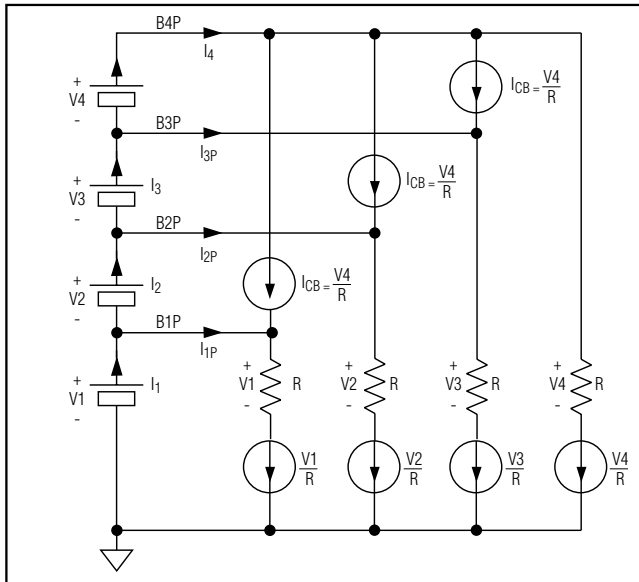 B4P
I4
+
V4
-
ICB = V4/R
B3P
I3P
+
V3
-
I3
ICB = V4/R
B2P
I2P
+
V2
-
I2
ICB = V4/R
B1P
I1P
+
V1
-
I1
+
V1
-
R
+
V2
-
R
+
V3
-
R
+
V4
-
R
V1/R
V2/R
V3/R
V4/R